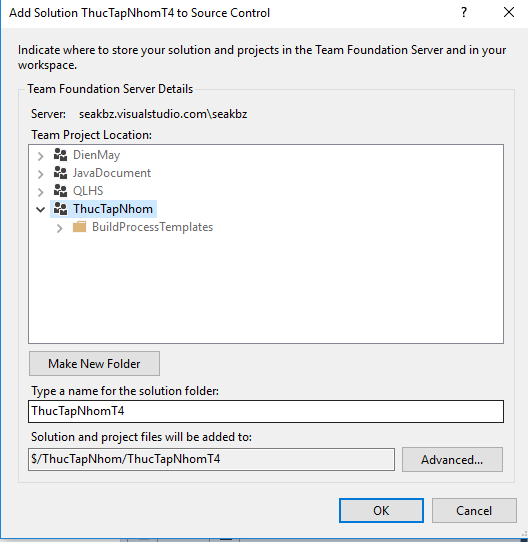 Add Solution ThucTapNhomT4 to Source Control
?
Indicate where to store your solution and projects in the Team Foundation Server and in your
workspace.
Team Foundation Server Details
Server: seakbz.visualstudio.com\seakbz
Team Project Location:
DienMay
JavaDocument
QLHS
ThucTapNhom
BuildProcessTemplates
Make New Folder
Type a name for the solution folder:
ThucTapNhomT4
Solution and project files will be added to:
$/ThucTapNhom/ThucTapNhomT4
Advanced...
OK
Cancel